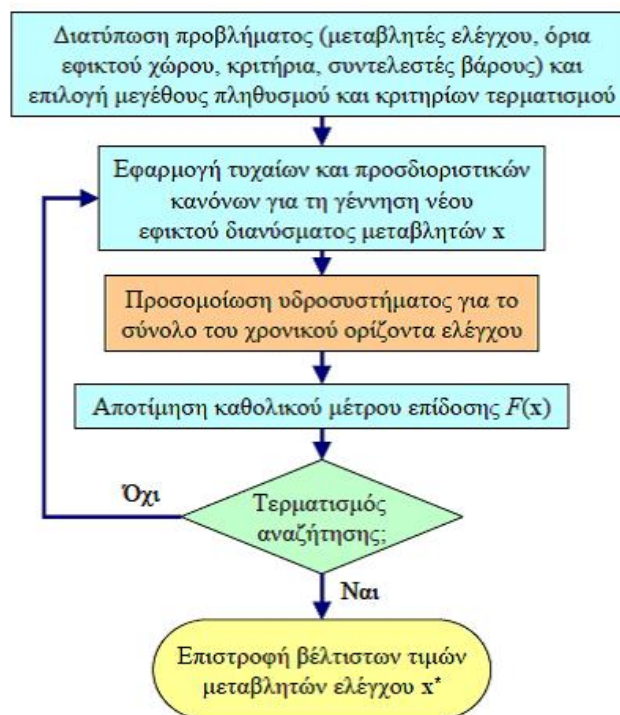 Διατύπωση προβλήματος (μεταβλητές ελέγχου, όρια
εφικτού χώρου, κριτήρια, συντελεστές βάρους) και
επιλογή μεγέθους πληθυσμού και κριτηρίων τερματισμού
Εφαρμογή τυχαίων και προσδιοριστικών
κανόνων για τη γέννηση νέου
εφικτού διανύσματος μεταβλητών x
Προσομοίωση υδροσυστήματος για το
σύνολο του χρονικού ορίζοντα ελέγχου
Αποτίμηση καθολικού μέτρου επίδοσης F(x)
Όχι
Τερματισμός
αναζήτησης;
Ναι
Επιστροφή βέλτιστων τιμών
μεταβλητών ελέγχου x*